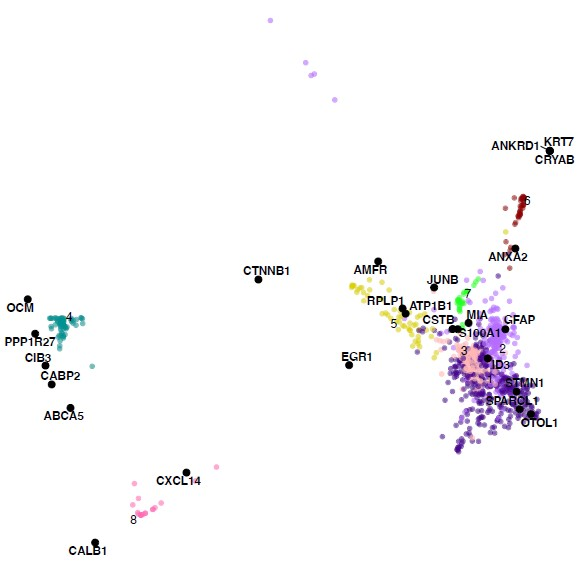 KRT7
ANKRD1
CRYAB
6
ANXA2
AMFR
CTNNB1
JUNB
7
OCM
RPLP1
ATP1B1
4
5
CSTB
MIA
GFAP
S100A1
PPP1R27
3
2
CIB3
EGR1
ID3
CABP2
1
STMN1
SPARCL1
ABCA5
OTOL1
CXCL14
8
CALB1